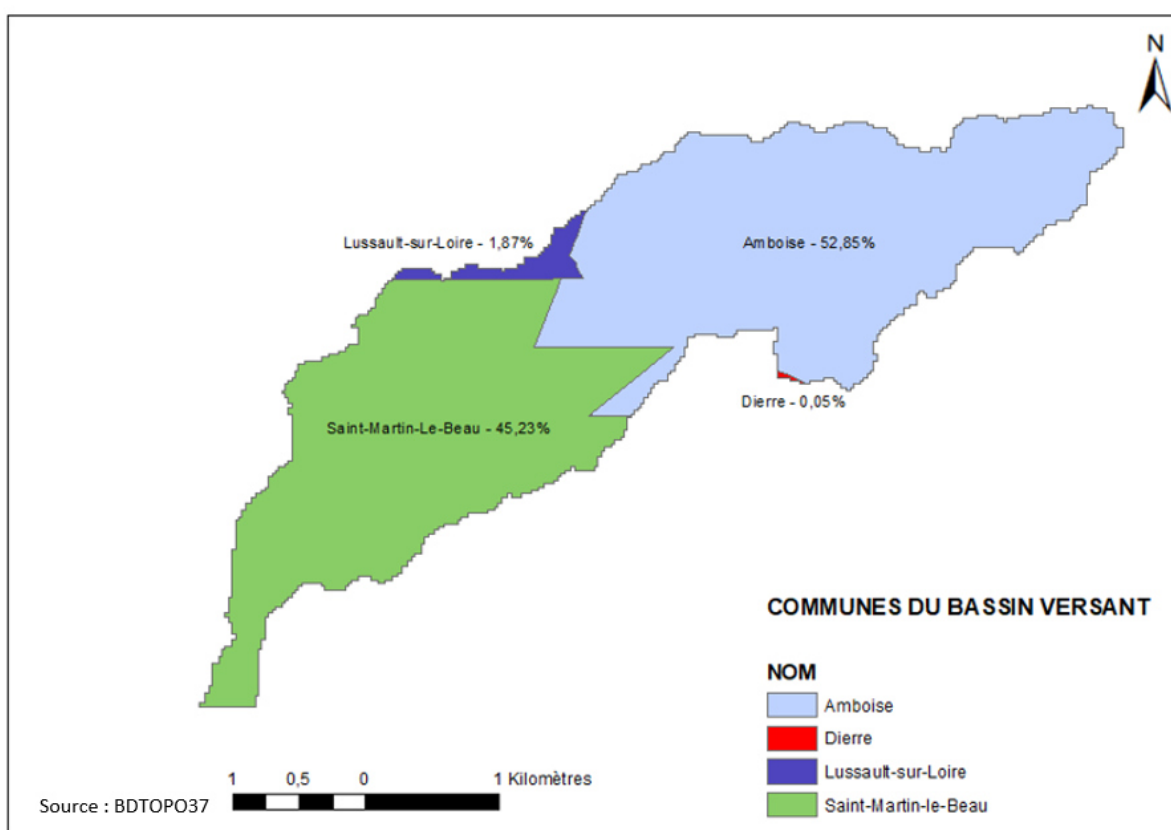 N
Lussault-sur-Loire - 1,87%
Amboise - 52,85%
Dierre - 0,05%
Saint-Martin-Le-Beau - 45,23%
COMMUNES DU BASSIN VERSANT
NOM
Amboise
Dierre
Lussault-sur-Loire
Saint-Martin-le-Beau
1 0,5 0 1 Kilomètres
Source : BDTOPO37